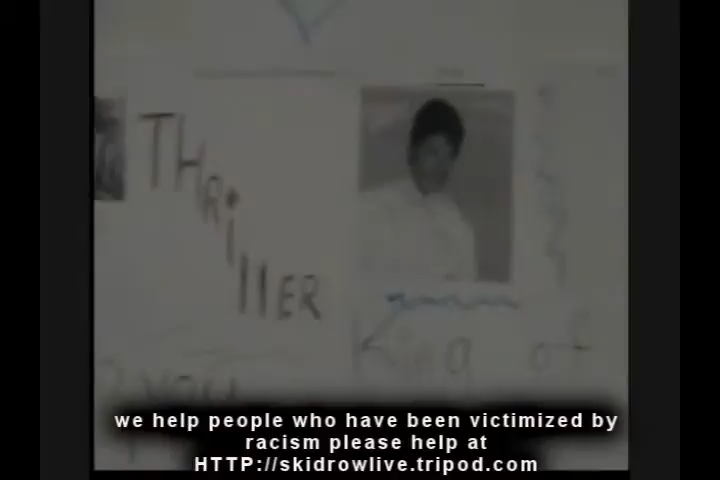 THRillER
King of
YOU
we help people who have been victimized by
racism please help at
HTTP://skidrowlive.tripod.com